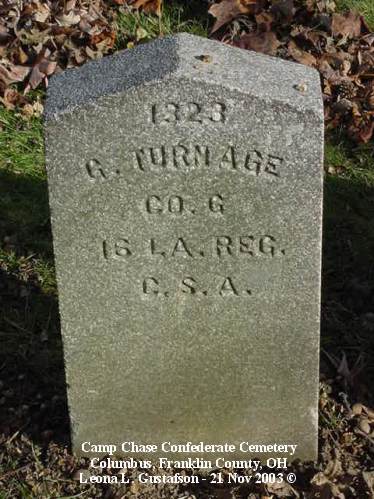 1323
G. TURNAGE
CO. G
16 LA. REG.
C. S. A.
Camp Chase Confederate Cemetery
Columbus, Franklin County, OH
Leona L. Gustafson - 21 Nov 2003 ©